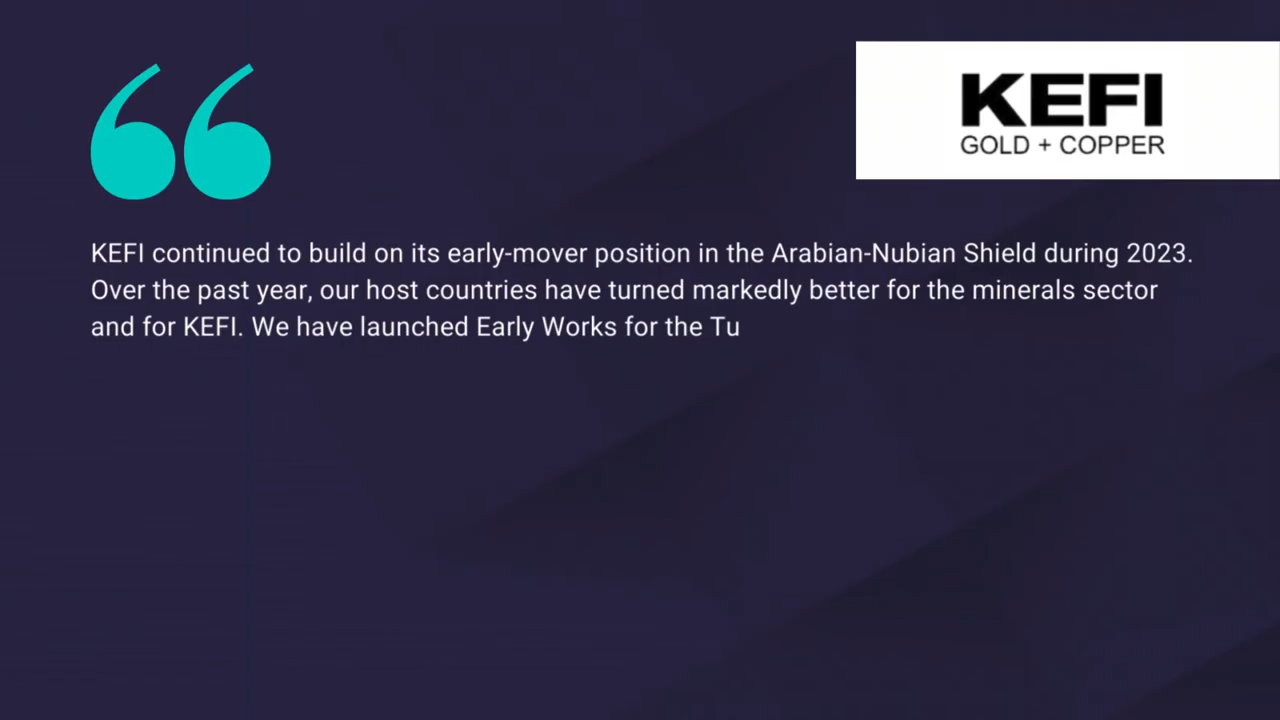 KEFI
GOLD + COPPER
KEFI continued to build on its early-mover position in the Arabian-Nubian Shield during 2023.
Over the past year, our host countries have turned markedly better for the minerals sector
and for KEFI. We have launched Early Works for the Tu